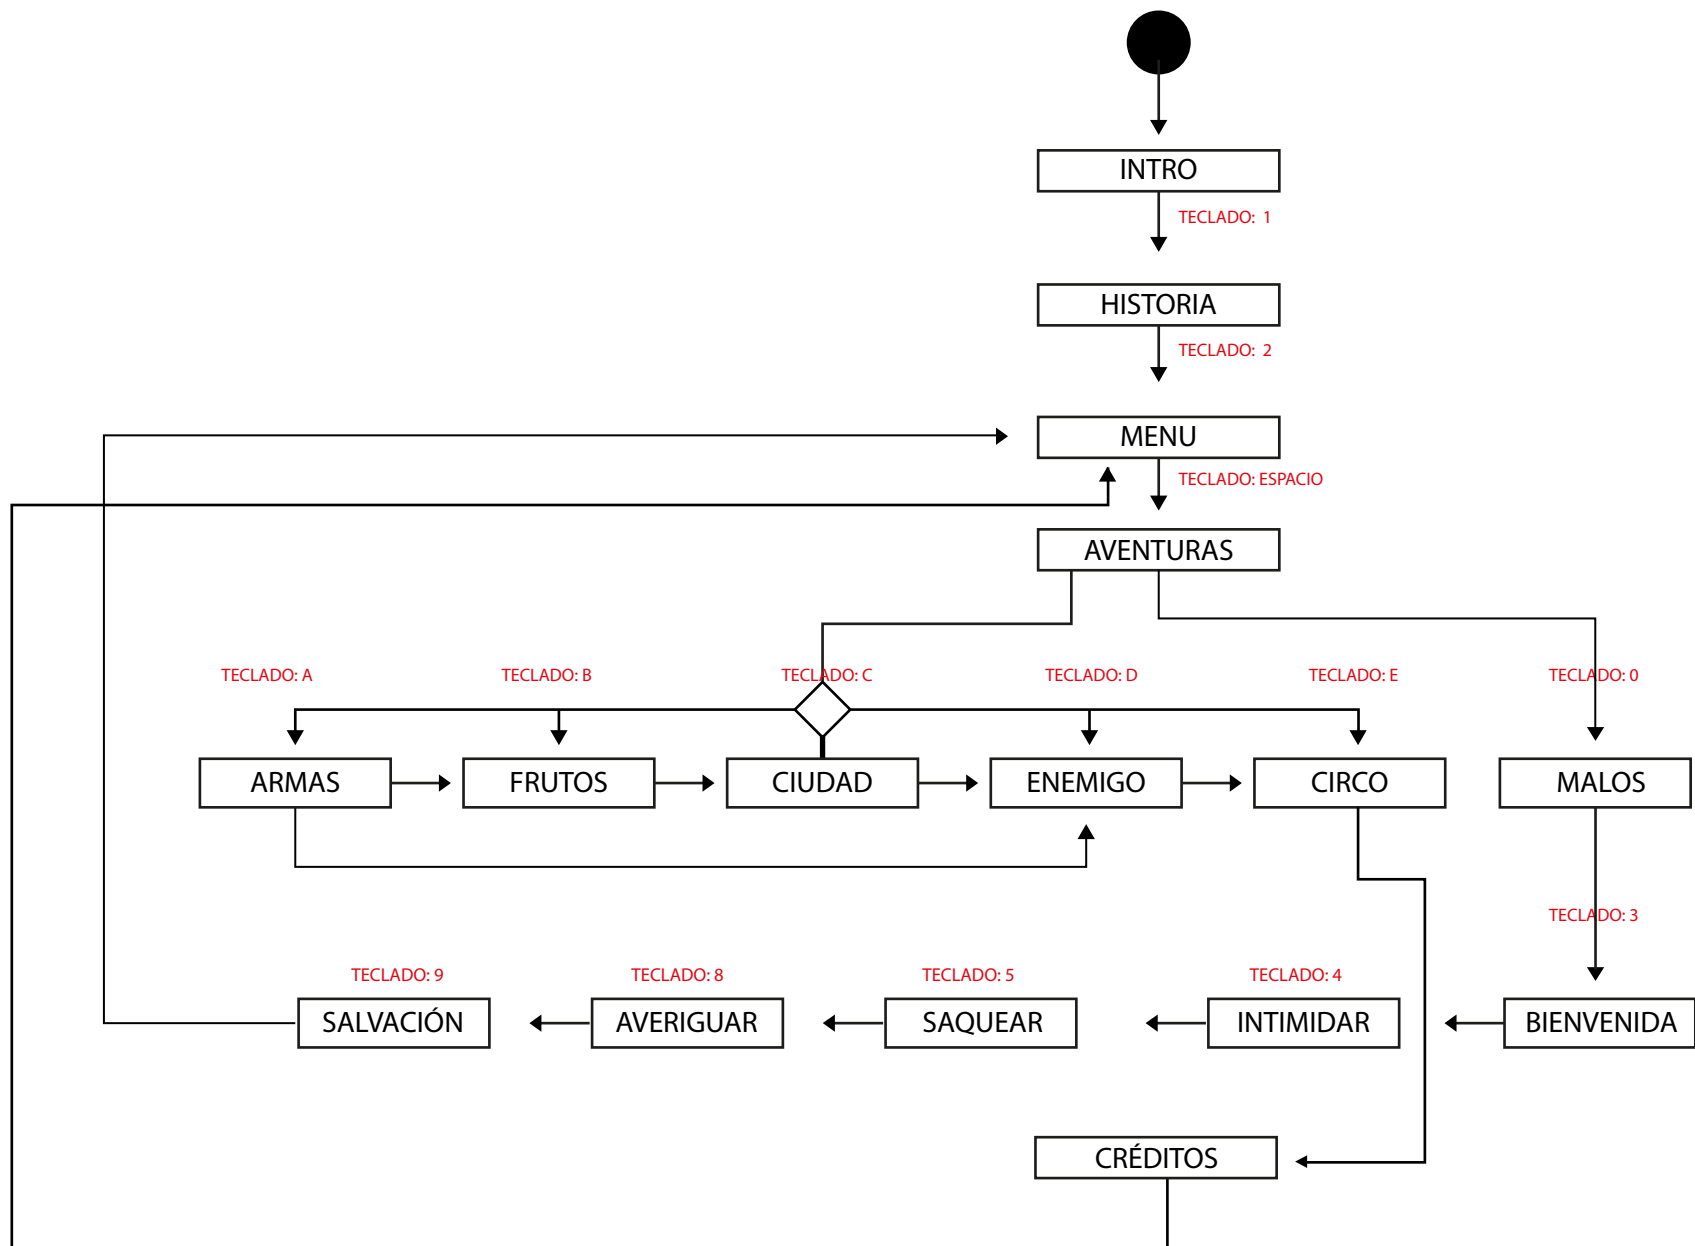 INTRO
TECLADO: 1
HISTORIA
TECLADO: 2
MENU
TECLADO: ESPACIO
AVENTURAS
TECLADO: A
TECLADO: B
TECLADO: C
TECLADO: D
TECLADO: E
TECLADO: 0
ARMAS
FRUTOS
CIUDAD
ENEMIGO
CIRCO
MALOS
TECLADO: 3
TECLADO: 9
TECLADO: 8
TECLADO: 5
TECLADO: 4
SALVACIÓN
AVERIGUAR
SAQUEAR
INTIMIDAR
BIENVENIDA
CRÉDITOS